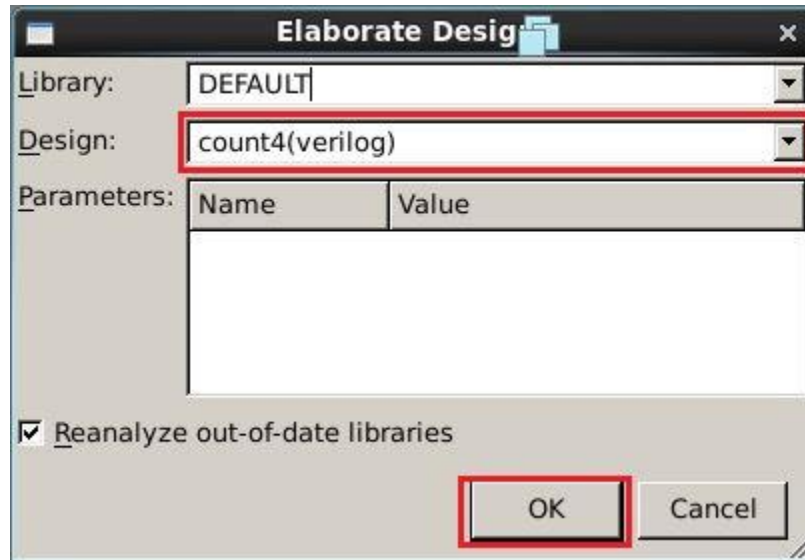 Elaborate Desig
Library: DEFAULT
Design: count4(verilog)
Parameters: Name Value
Reanalyze out-of-date libraries
OK Cancel